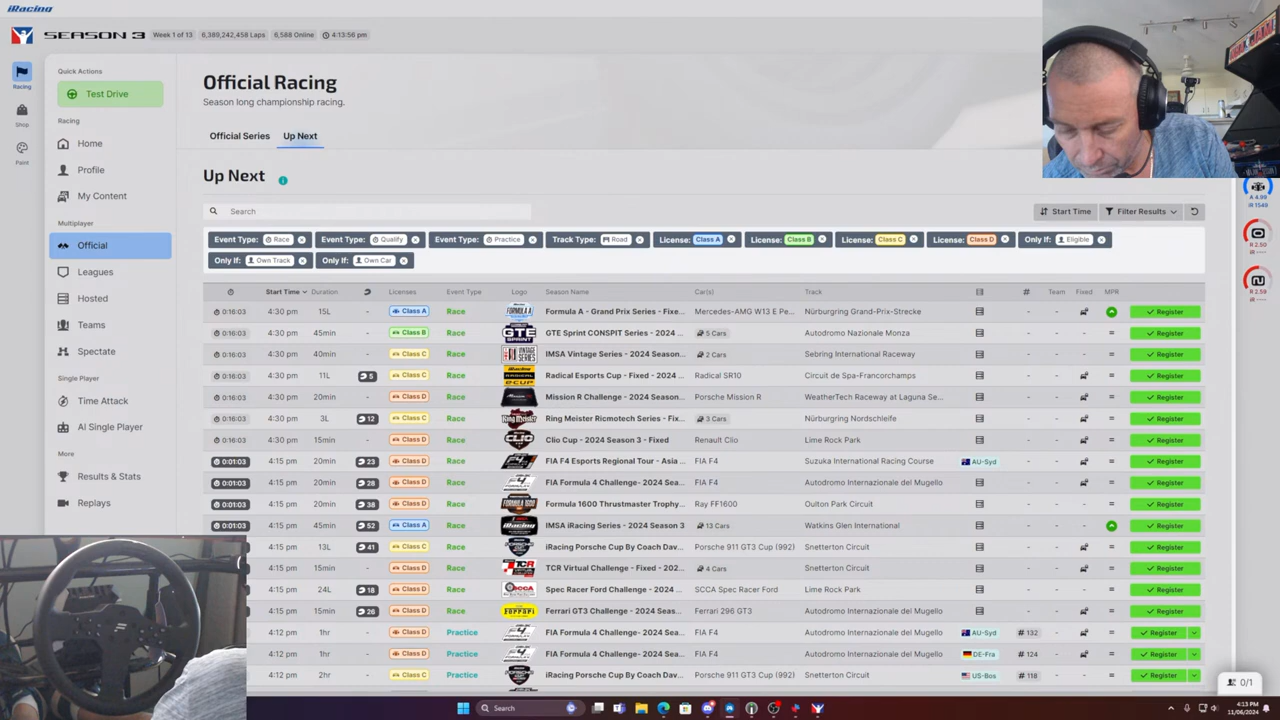 iRacing
SEASON 3 Week 1 of 13 6,389,242,458 Laps 6,588 Online 4:13:56 pm
Racing
Shop
Paint
Quick Actions
Test Drive
Racing
Home
Profile
My Content
Multiplayer
Official
Leagues
Hosted
Teams
Spectate
Single Player
Time Attack
AI Single Player
More
Results & Stats
Replays
Official Racing
Season long championship racing.
Official Series Up Next
Up Next
Search Start Time Filter Results
Event Type: Race Event Type: Qualify Event Type: Practice Track Type: Road License: Class A License: Class B License: Class C License: Class D Only If: Eligible
Only If: Own Track Only If: Own Car
Start Time Duration Licenses Event Type Logo Season Name Car(s) Track # Team Fixed MPR
0:16:03 4:30 pm 15L - Class A Race Formula A - Grand Prix Series - Fixe... Mercedes-AMG W13 E Pe... Nürburgring Grand-Prix-Strecke - - Register
0:16:03 4:30 pm 45min - Class B Race GTE Sprint CONSPIT Series - 2024 ... 5 Cars Autodromo Nazionale Monza - - - = Register
0:16:03 4:30 pm 40min - Class C Race IMSA Vintage Series - 2024 Season... 2 Cars Sebring International Raceway - - - = Register
0:16:03 4:30 pm 11L 5 Class C Race Radical Esports Cup - Fixed - 2024... Radical SR10 Circuit de Spa-Francorchamps - - = Register
0:16:03 4:30 pm 20min - Class D Race Mission R Challenge - Fixed - 2024... Porsche Mission R WeatherTech Raceway at Laguna Se... - - = Register
0:16:03 4:30 pm 3L 12 Class C Race Ring Meister Ricmotech Series - Fix... 3 Cars Nürburgring Nordschleife - - = Register
0:16:03 4:30 pm 15min - Class D Race Clio Cup - 2024 Season 3 - Fixed Renault Clio Lime Rock Park - - = Register
0:01:03 4:15 pm 20min 23 Class D Race FIA F4 Esports Regional Tour - Asia ... FIA F4 Suzuka International Racing Course AU-Syd - - = Register
0:01:03 4:15 pm 20min 28 Class D Race FIA Formula 4 Challenge- 2024 Sea... FIA F4 Autodromo Internazionale del Mugello - - = Register
0:01:03 4:15 pm 20min 38 Class D Race Formula 1600 Thrustmaster Trophy... Ray FF1600 Oulton Park Circuit - - = Register
0:01:03 4:15 pm 45min 52 Class A Race IMSA iRacing Series - 2024 Season 3 13 Cars Watkins Glen International - - Register
4:15 pm 13L 41 Class C Race iRacing Porsche Cup By Coach Dav... Porsche 911 GT3 Cup (992) Snetterton Circuit - - = Register
4:15 pm 15min - Class D Race TCR Virtual Challenge - Fixed - 202... 4 Cars Snetterton Circuit - - = Register
4:15 pm 24L 18 Class D Race Spec Racer Ford Challenge - 2024 ... SCCA Spec Racer Ford Lime Rock Park - - = Register
4:15 pm 15min 26 Class D Race Ferrari GT3 Challenge - Fixed - 2024... Ferrari 296 GT3 Autodromo Internazionale del Mugello - - = Register
4:12 pm 1hr - Class D Practice FIA Formula 4 Challenge- 2024 Sea... FIA F4 Autodromo Internazionale del Mugello AU-Syd # 132 - = Register
4:12 pm 1hr - Class D Practice FIA Formula 4 Challenge- 2024 Sea... FIA F4 Autodromo Internazionale del Mugello DE-Fra # 124 - = Register
4:12 pm 2hr - Class C Practice iRacing Porsche Cup By Coach Dav... Porsche 911 GT3 Cup (992) Snetterton Circuit US-Bos # 118 - = Register
A 4.99
iR 1549
R 2.50
R 2.59
0/1
Search
4:13 PM
11/06/2024